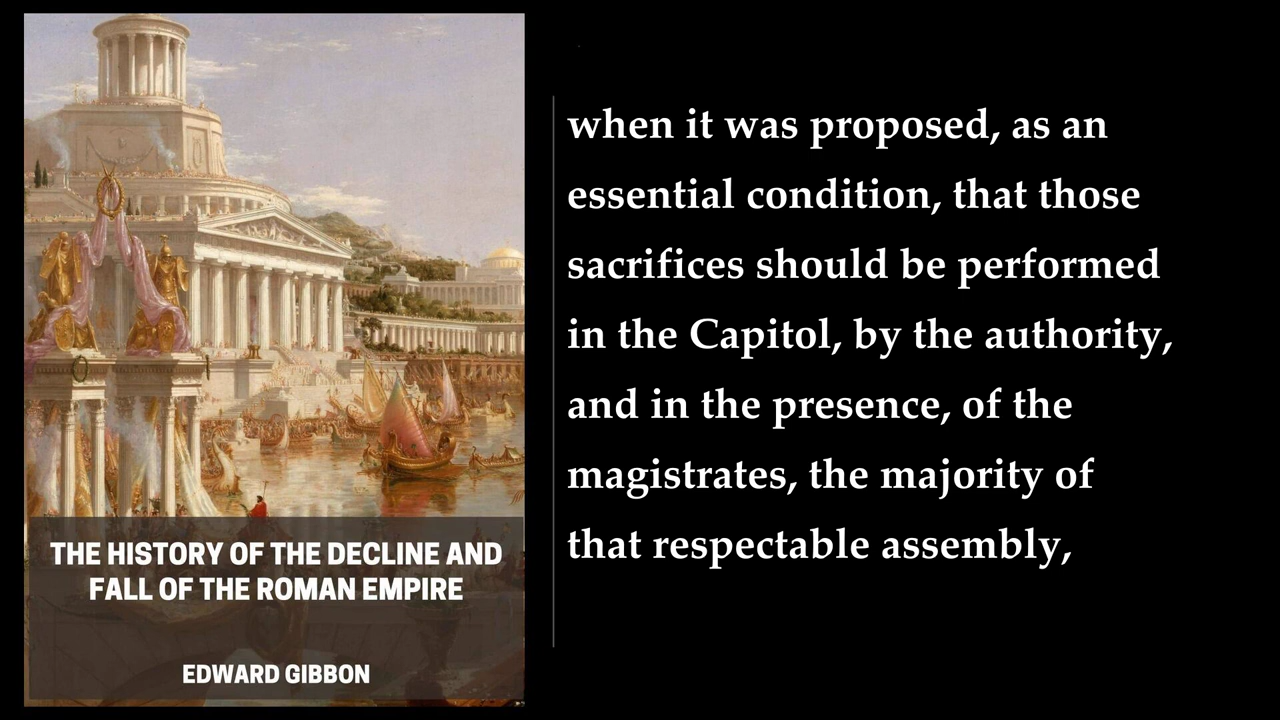 THE HISTORY OF THE DECLINE AND
FALL OF THE ROMAN EMPIRE
EDWARD GIBBON
when it was proposed, as an
essential condition, that those
sacrifices should be performed
in the Capitol, by the authority,
and in the presence, of the
magistrates, the majority of
that respectable assembly,